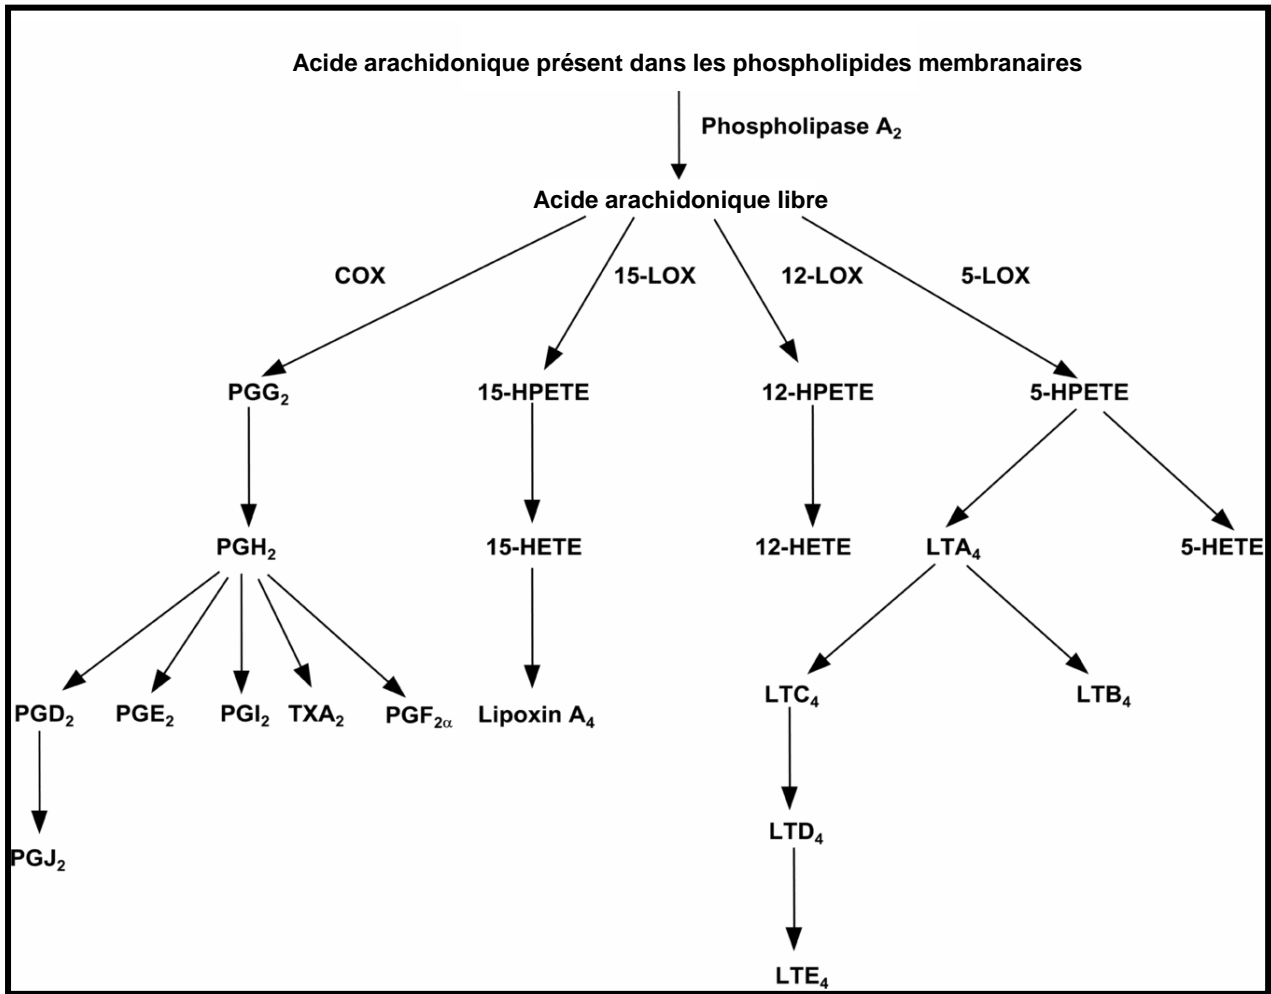 Acide arachidonique présent dans les phospholipides membranaires
Phospholipase A₂
Acide arachidonique libre
COX 15-LOX 12-LOX 5-LOX
PGG₂ 15-HPETE 12-HPETE 5-HPETE
PGH₂ 15-HETE 12-HETE LTA₄ 5-HETE
LTC₄ LTB₄
PGD₂ PGE₂ PGI₂ TXA₂ PGF₂α Lipoxin A₄
LTD₄
PGJ₂
LTE₄